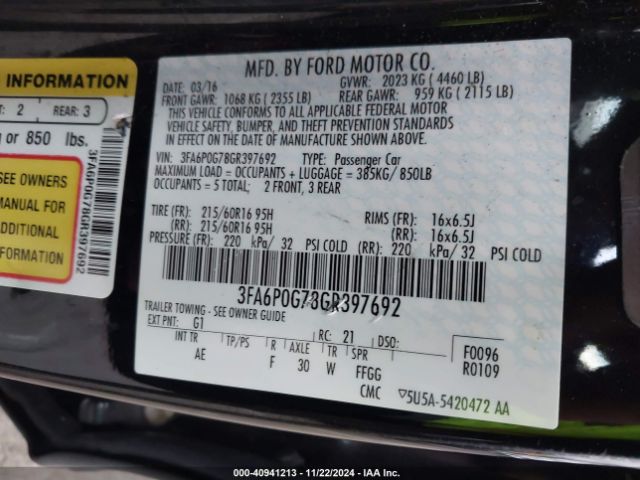 INFORMATION
2 REAR: 3
or 850 lbs.
SEE OWNERS
MANUAL FOR
ADDITIONAL
INFORMATION
3FA6P0G78GR397692
MFD. BY FORD MOTOR CO.
DATE: 03/16 GVWR: 2023 KG ( 4460 LB)
FRONT GAWR: 1068 KG ( 2355 LB) REAR GAWR: 959 KG ( 2115 LB)
THIS VEHICLE CONFORMS TO ALL APPLICABLE FEDERAL MOTOR
VEHICLE SAFETY, BUMPER, AND THEFT PREVENTION STANDARDS
IN EFFECT ON THE DATE OF MANUFACTURE SHOWN ABOVE.
VIN: 3FA6P0G78GR397692 TYPE: Passenger Car
MAXIMUM LOAD = OCCUPANTS + LUGGAGE = 385KG/ 850LB
OCCUPANTS = 5 TOTAL; 2 FRONT, 3 REAR
TIRE (FR): 215/60R16 95H RIMS (FR): 16x6.5J
(RR): 215/60R16 95H (RR): 16x6.5J
PRESSURE (FR): 220 kPa/ 32 PSI COLD (RR): 220 kPa/ 32 PSI COLD
3FA6P0G78GR397692
TRAILER TOWING - SEE OWNER GUIDE
EXT PNT: G1 RC: 21 DSO:
INT TR TP/PS R AXLE TR SPR F0096
AE F 30 W FFGG R0109
CMC ▽5U5A-5420472 AA
000-40941213 - 11/22/2024 - IAA Inc.